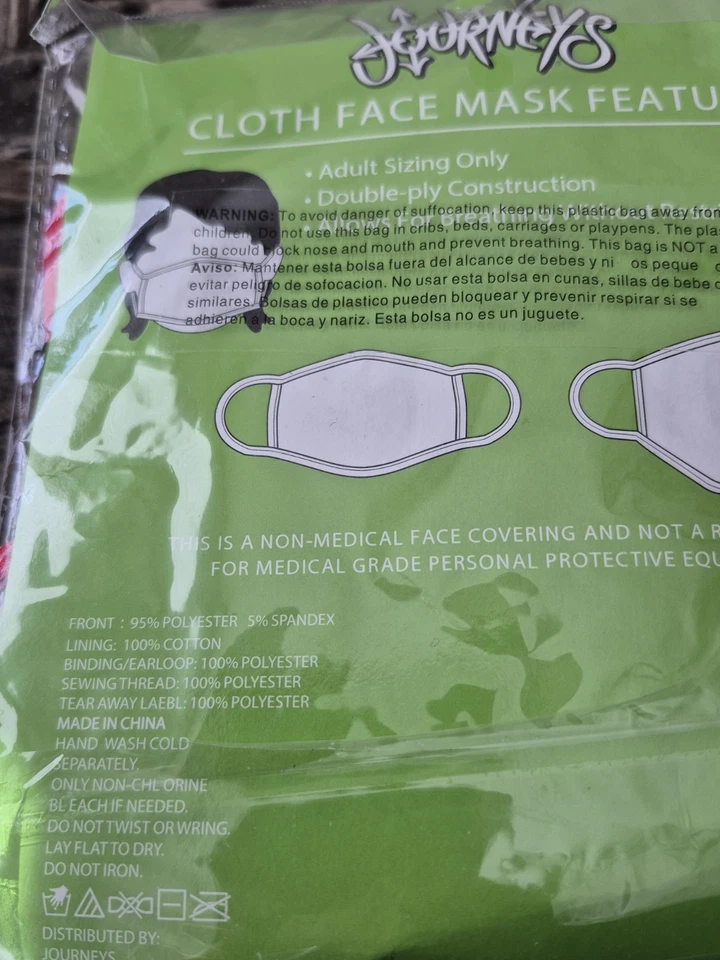 JOURNEYS
CLOTH FACE MASK FEATU
• Adult Sizing Only
• Double-ply Construction
• Allows For Breathing Without
WARNING: To avoid danger of suffocation, keep this plastic bag away from
children. Do not use this bag in cribs, beds, carriages or playpens. The plas
bag could block nose and mouth and prevent breathing. This bag is NOT a
Aviso: Mantener esta bolsa fuera del alcance de bebes y ni os peque
evitar peligro de sofocacion. No usar esta bolsa en cunas, sillas de bebe o
similares. Bolsas de plastico pueden bloquear y prevenir respirar si se
adhieren a la boca y nariz. Esta bolsa no es un juguete.
THIS IS A NON-MEDICAL FACE COVERING AND NOT A R
FOR MEDICAL GRADE PERSONAL PROTECTIVE EQU
FRONT : 95% POLYESTER 5% SPANDEX
LINING: 100% COTTON
BINDING/EARLOOP: 100% POLYESTER
SEWING THREAD: 100% POLYESTER
TEAR AWAY LAEBL: 100% POLYESTER
MADE IN CHINA
HAND WASH COLD
SEPARATELY.
ONLY NON-CHL ORINE
BLEACH IF NEEDED.
DO NOT TWIST OR WRING.
LAY FLAT TO DRY.
DO NOT IRON.
DISTRIBUTED BY:
JOURNEYS